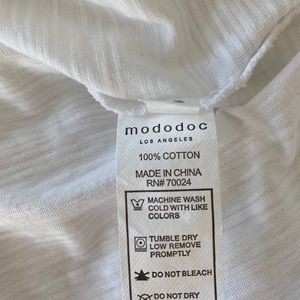 mododoc
LOS ANGELES
100% COTTON
MADE IN CHINA
RN# 70024
MACHINE WASH
COLD WITH LIKE
COLORS
TUMBLE DRY
LOW REMOVE
PROMPTLY
DO NOT BLEACH
DO NOT DRY